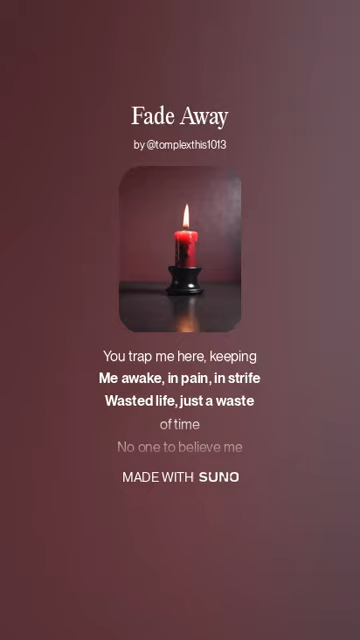 Fade Away
by @tomplexthis1013
You trap me here, keeping
Me awake, in pain, in strife
Wasted life, just a waste
of time
No one to believe me
MADE WITH SUNO